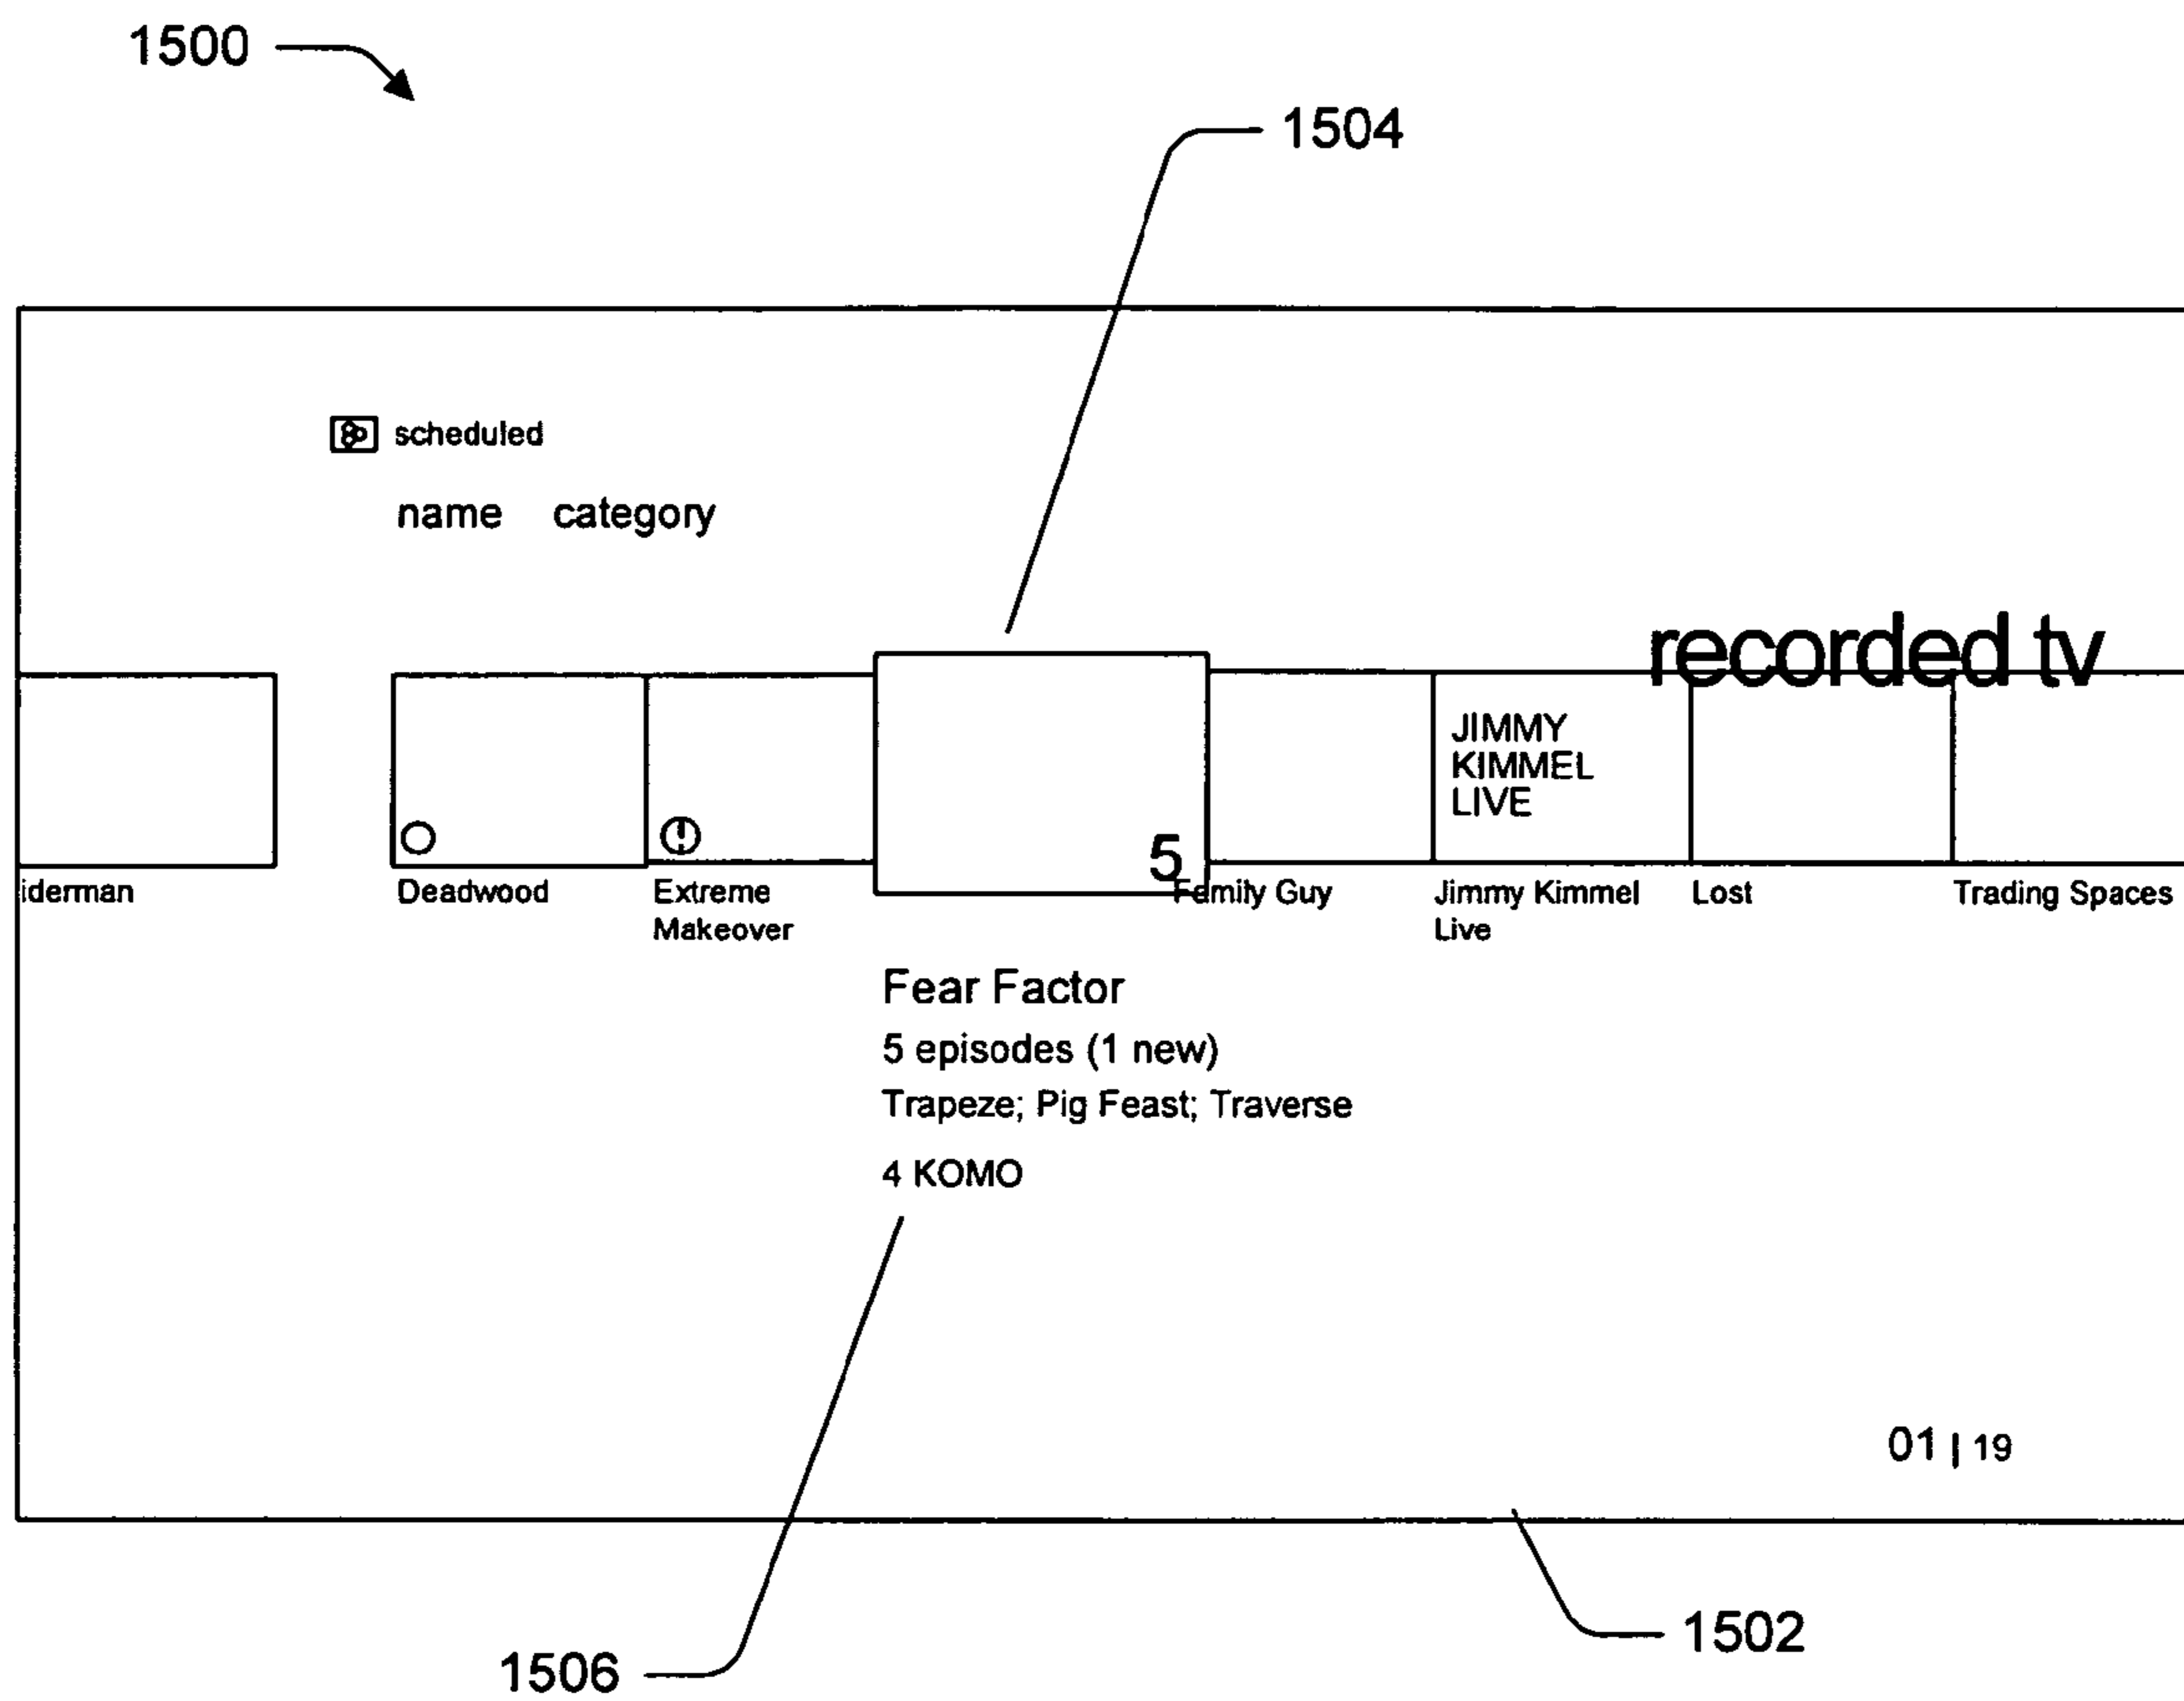 1500
1504
scheduled
name category
recorded tv
JIMMY
KIMMEL
LIVE
5
iderman
Deadwood
Extreme
Makeover
Family Guy
Jimmy Kimmel
Live
Lost
Trading Spaces
Fear Factor
5 episodes (1 new)
Trapeze; Pig Feast; Traverse
4 KOMO
01 | 19
1502
1506